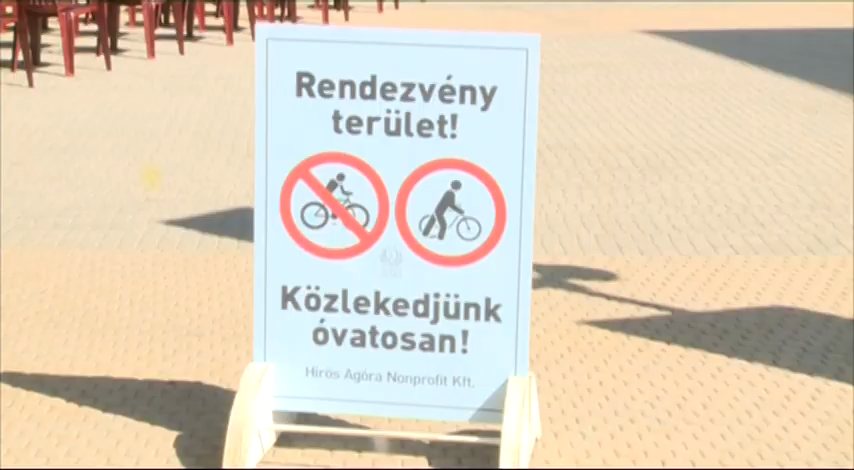 Rendezvény
terület!
Közlekedjünk
óvatosan!
Hírös Agóra Nonprofit Kft.